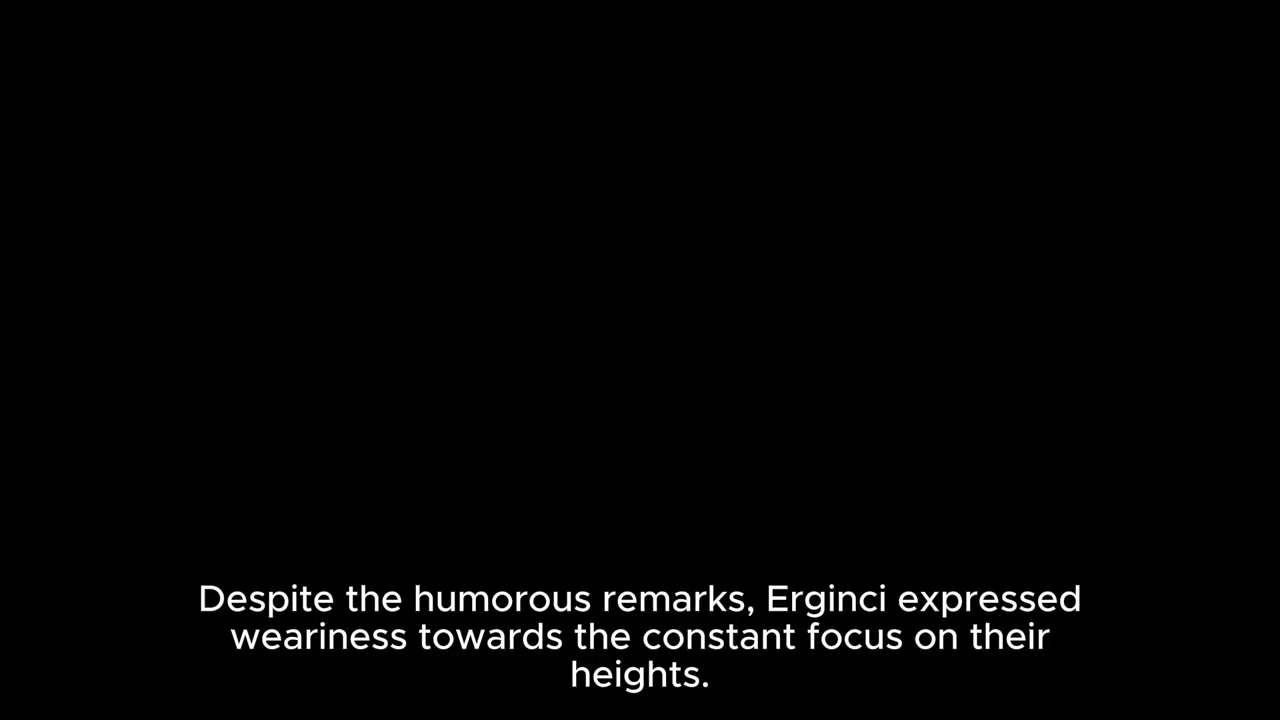 Despite the humorous remarks, Erginci expressed
weariness towards the constant focus on their
heights.